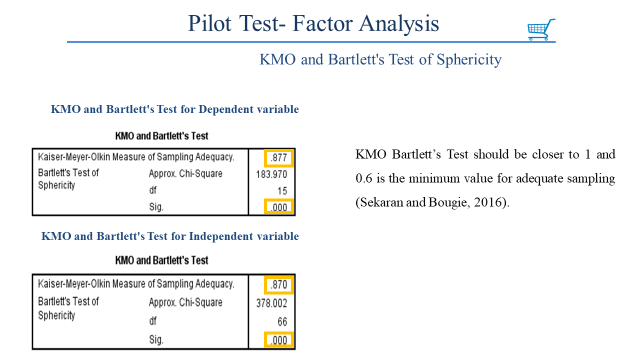 Pilot Test- Factor Analysis
KMO and Bartlett's Test of Sphericity
KMO and Bartlett's Test for Dependent variable
KMO and Bartlett's Test
Kaiser-Meyer-Olkin Measure of Sampling Adequacy. .877
Bartlett's Test of Approx. Chi-Square 183.970
Sphericity
df 15
Sig. .000
KMO and Bartlett's Test for Independent variable
KMO and Bartlett's Test
Kaiser-Meyer-Olkin Measure of Sampling Adequacy. .870
Bartlett's Test of Approx. Chi-Square 378.002
Sphericity
df 66
Sig. .000
KMO Bartlett’s Test should be closer to 1 and
0.6 is the minimum value for adequate sampling
(Sekaran and Bougie, 2016).